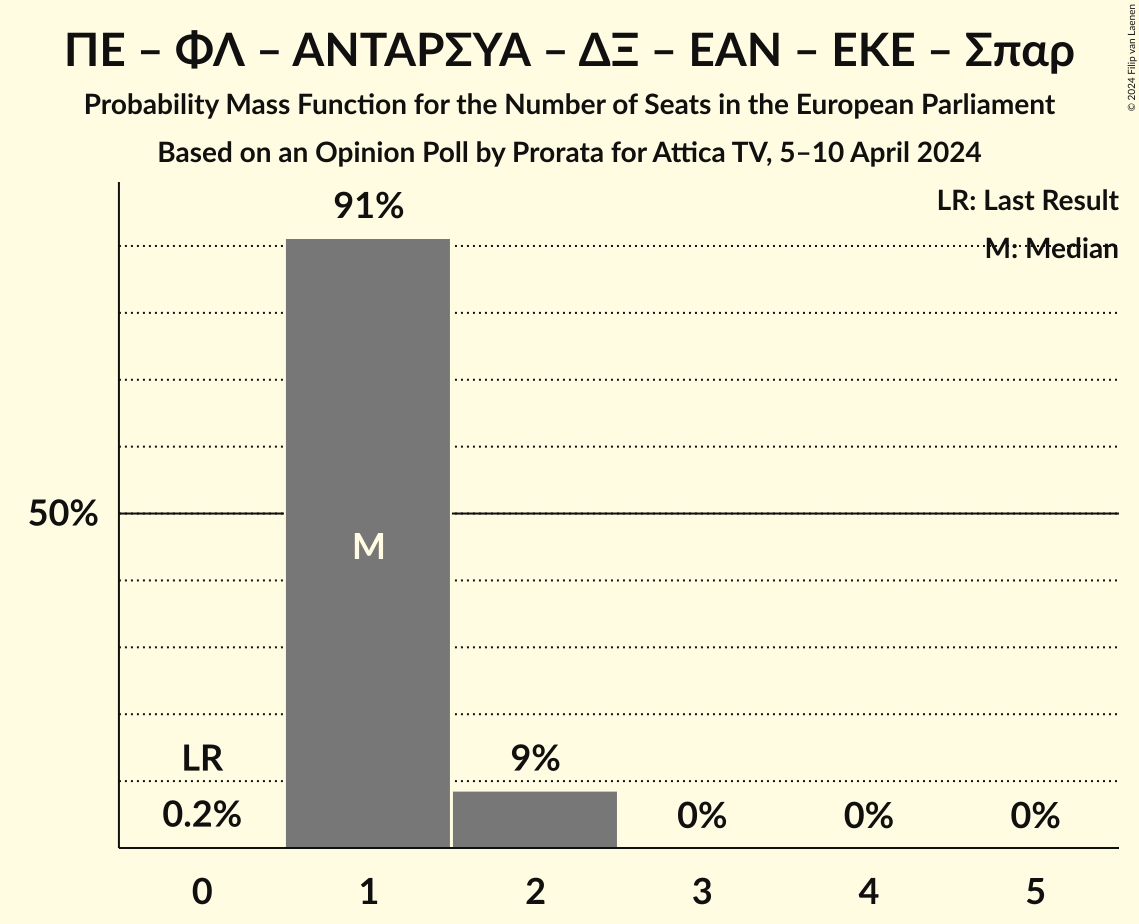 ΠΕ – ΦΛ – ΑΝΤΑΡΣΥΑ – ΔΞ – ΕΑΝ – ΕΚΕ – Σπαρ
Probability Mass Function for the Number of Seats in the European Parliament
Based on an Opinion Poll by Prorata for Attica TV, 5–10 April 2024
© 2024 Filip van Laenen
LR: Last Result
M: Median
91%
50%
M
LR
0.2%
9%
0%
0%
0%
0
1
2
3
4
5